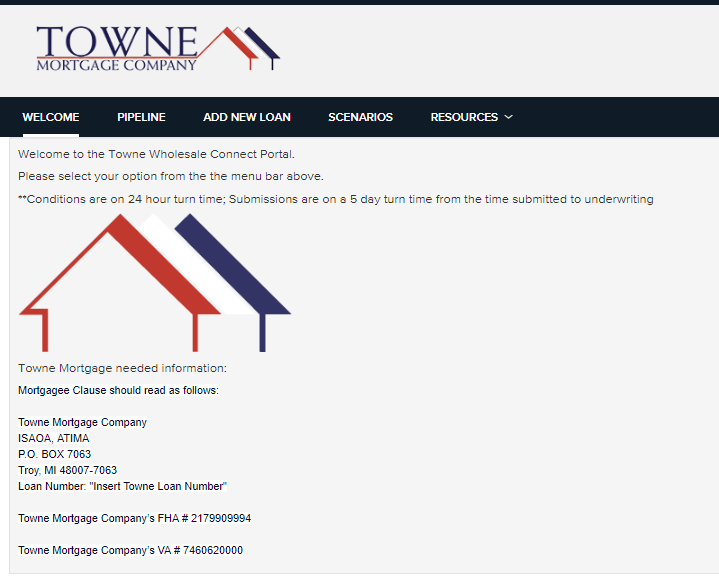 TOWNE
MORTGAGE COMPANY
WELCOME PIPELINE ADD NEW LOAN SCENARIOS RESOURCES
Welcome to the Towne Wholesale Connect Portal.
Please select your option from the the menu bar above.
**Conditions are on 24 hour turn time; Submissions are on a 5 day turn time from the time submitted to underwriting
Towne Mortgage needed information:
Mortgagee Clause should read as follows:
Towne Mortgage Company
ISAOA, ATIMA
P.O. BOX 7063
Troy, MI 48007-7063
Loan Number: "Insert Towne Loan Number"
Towne Mortgage Company's FHA # 2179909994
Towne Mortgage Company's VA # 7460620000